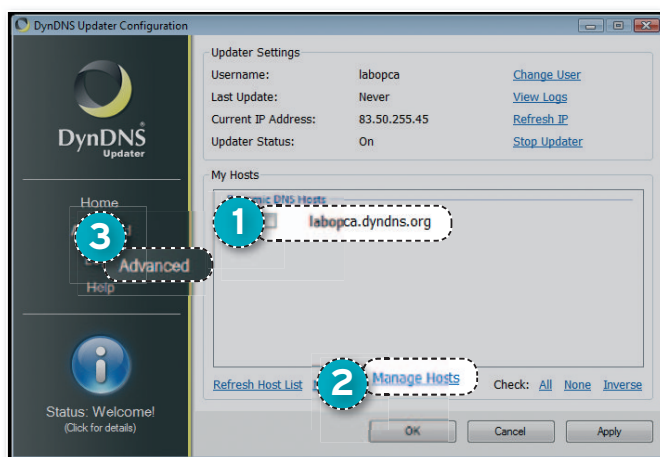 DynDNS Updater Configuration
DynDNS
Updater
Home
3
Advanced
Help
Status: Welcome!
(Click for details)
Updater Settings
Username: labopca Change User
Last Update: Never View Logs
Current IP Address: 83.50.255.45 Refresh IP
Updater Status: On Stop Updater
My Hosts
DNS Hosts
1
labopca.dyndns.org
Refresh Host List
2
Manage Hosts
Check: All None Inverse
OK Cancel Apply